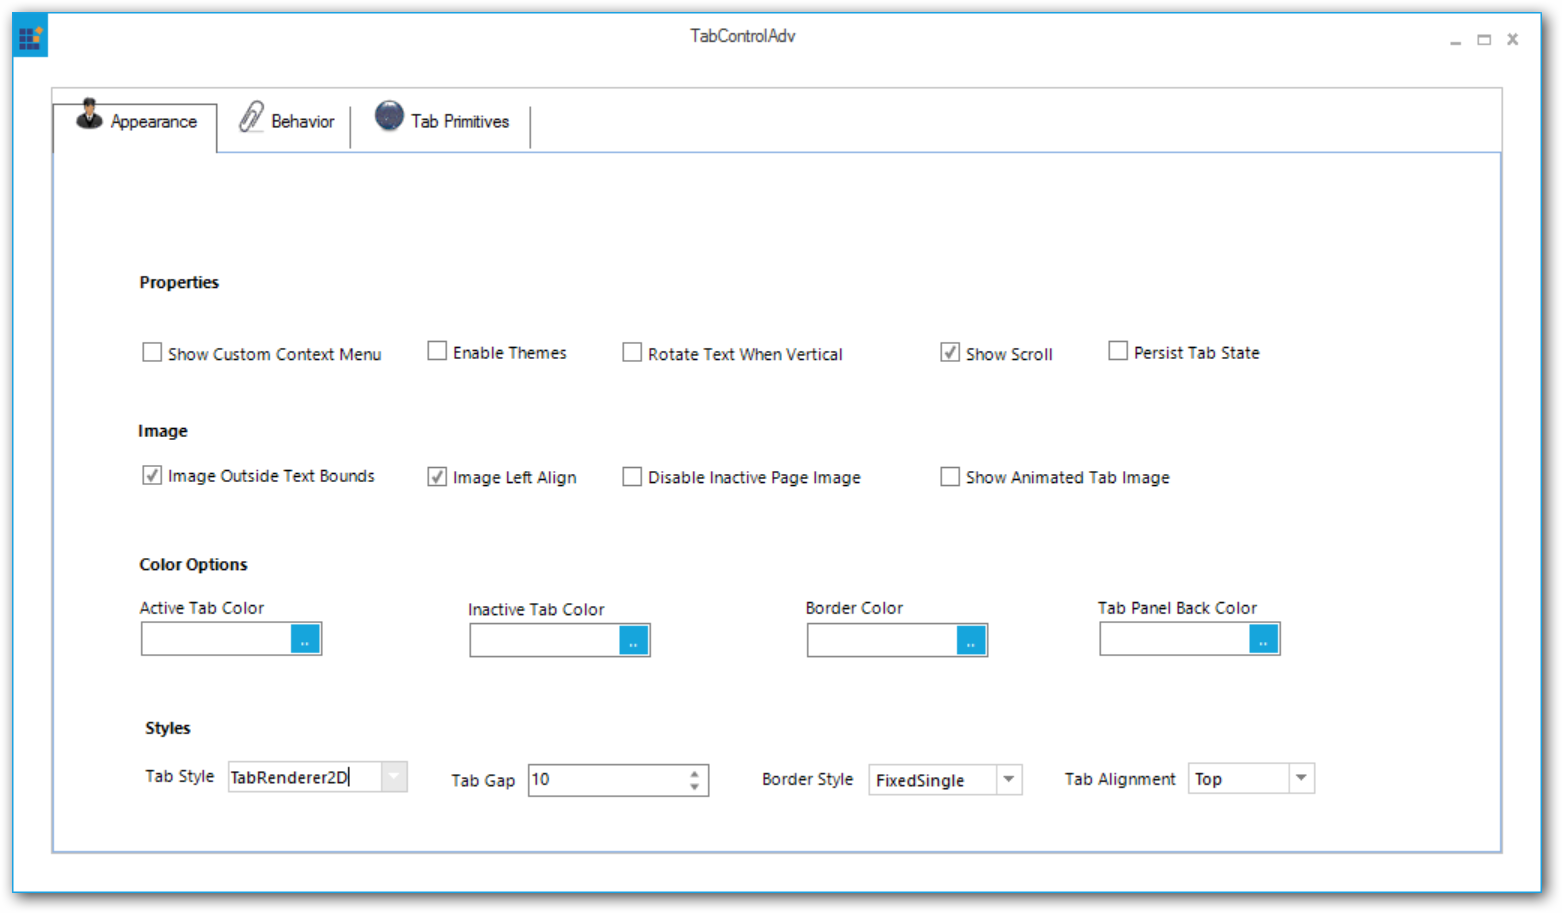 TabControlAdv
Appearance Behavior Tab Primitives
Properties
Show Custom Context Menu Enable Themes Rotate Text When Vertical Show Scroll Persist Tab State
Image
Image Outside Text Bounds Image Left Align Disable Inactive Page Image Show Animated Tab Image
Color Options
Active Tab Color Inactive Tab Color Border Color Tab Panel Back Color
.. .. .. ..
Styles
Tab Style TabRenderer2D Tab Gap 10 Border Style FixedSingle Tab Alignment Top